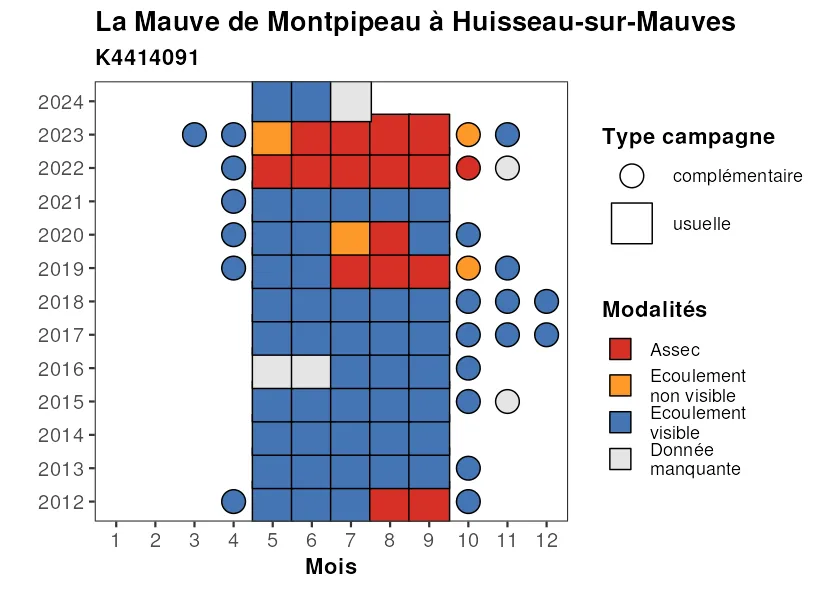 La Mauve de Montpipeau à Huisseau-sur-Mauves
K4414091
2024
2023
2022
2021
2020
2019
2018
2017
2016
2015
2014
2013
2012
1 2 3 4 5 6 7 8 9 10 11 12
Mois
Type campagne
complémentaire
usuelle
Modalités
Assec
Ecoulement
non visible
Ecoulement
visible
Donnée
manquante